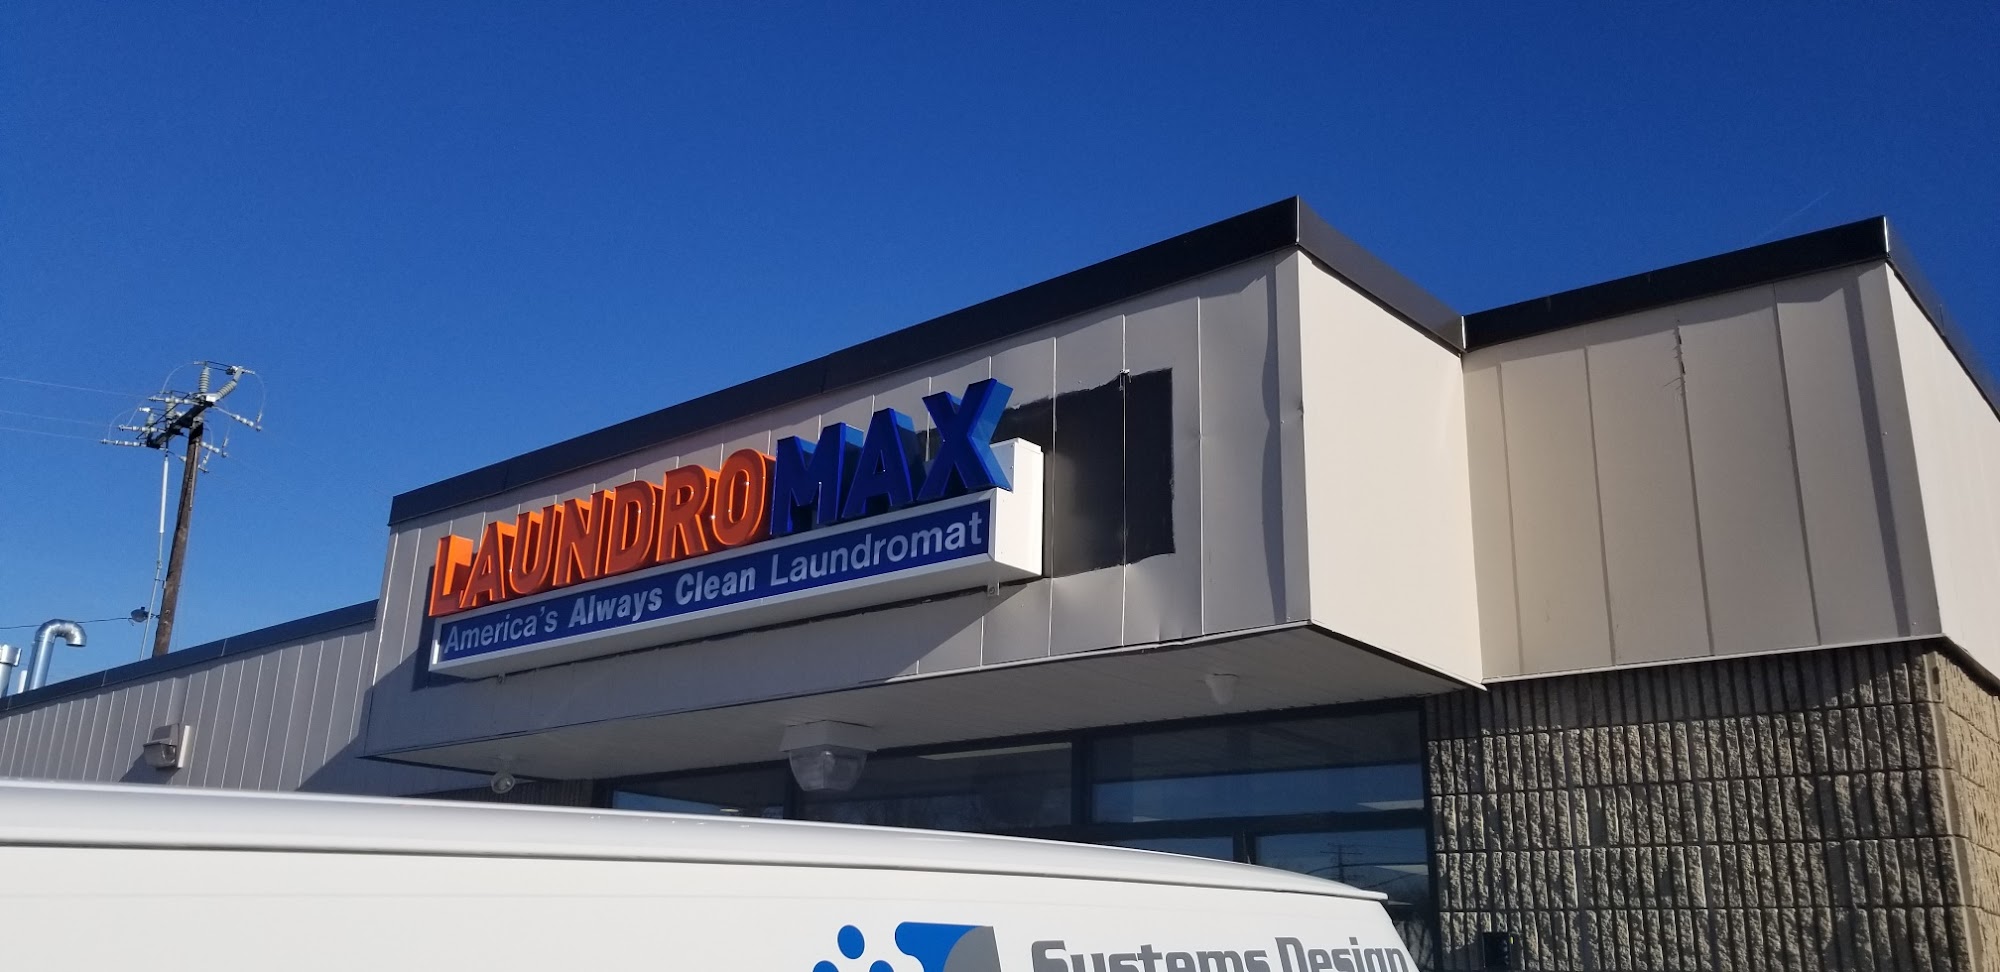 LAUNDROMAX
America's Always Clean Laundromat
Systems Design